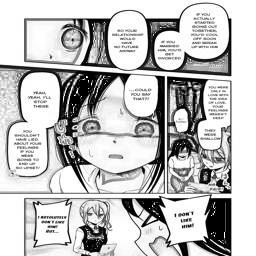 IF YOU
ACTUALLY
STARTED
GOING OUT
TOGETHER,
YOU'D COOL
OFF SOON
AND BREAK
UP WITH HIM
IF YOU
MARRIED
HIM, YOU'D
GET
DIVORCED
SO YOUR
RELATIONSHIP
WOULD
HAVE
NO FUTURE
ANYWAY
YOU WERE
ONLY IN
LOVE WITH
THE IDEA
OF LOVE.
YOUR
FEELINGS
WEREN'T
REAL!
THEY
WERE
SHALLOW
...COULD
YOU SAY
THAT?!
YEAH,
YEAH, I'LL
STOP
THERE
YOU
SHOULDN'T
HAVE LIED
ABOUT YOUR
FEELINGS
IF YOU
WERE
GOING TO
END UP
SO UPSET!
I DON'T
LIKE
HIM!
I ABSOLUTELY
DON'T LIKE
HIM!
BUT...